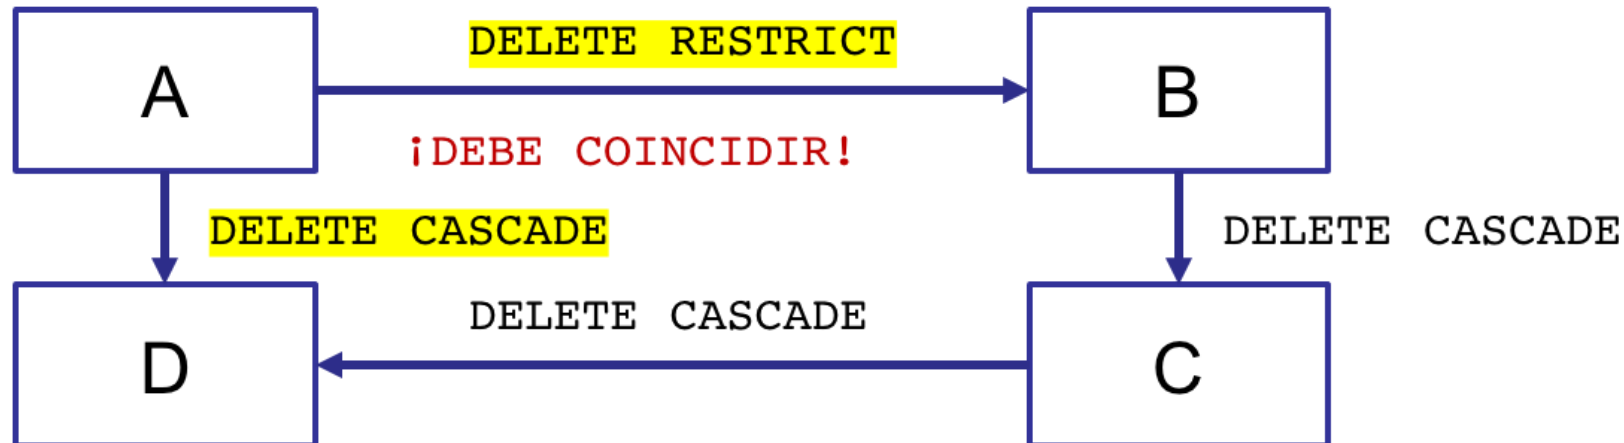 A
DELETE RESTRICT
B
¡DEBE COINCIDIR!
DELETE CASCADE
DELETE CASCADE
D
DELETE CASCADE
C